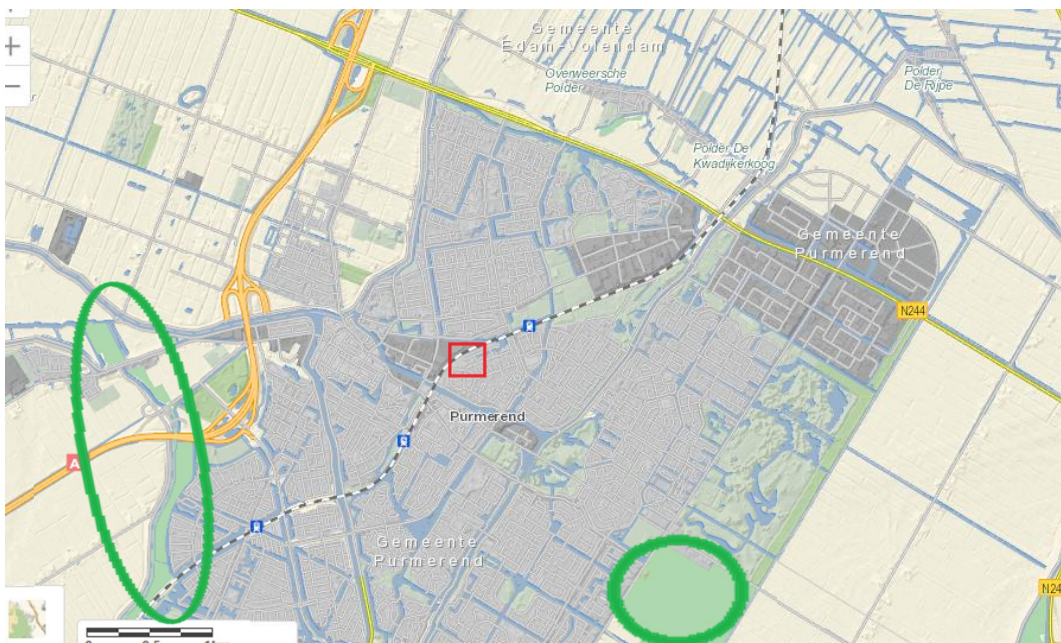 +
Gemeente
Edam-Volendam
Overweersche
Polder
Polder
De Rijpe
−
Polder De
Kwadijkerkoog
Gemeente
Purmerend
N244
Purmerend
A
Gemeente
Purmerend